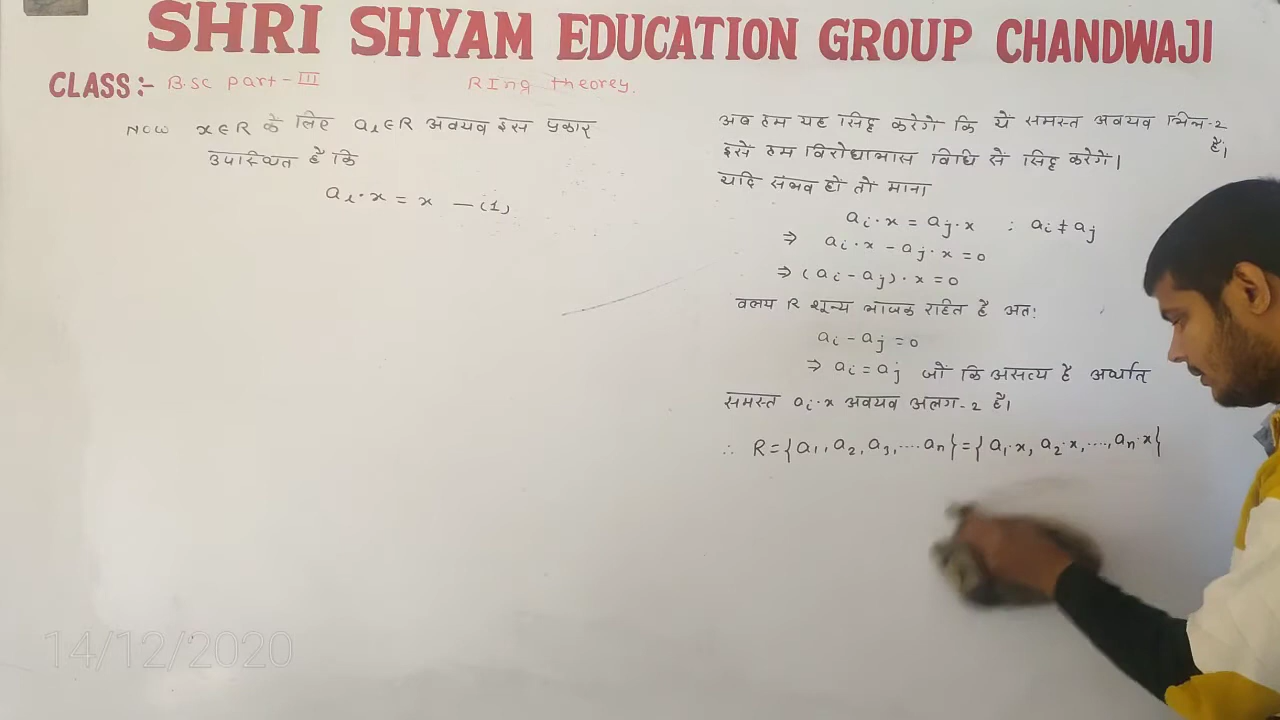 SHRI SHYAM EDUCATION GROUP CHANDWAJI
CLASS:- B.SC Part-III RIng theorey.
NOW x∈R के लिए aₗ∈R अवयव इस प्रकार
उपास्थित है कि
aₗ·x = x —(1)
अब हम यह सिद्द करेगे कि ये समस्त अवयव भिन्न-2
है।
इसे हम विरोधाभास विधि से सिद्द करेगें।
यदि संभव हो तो माना
aᵢ·x = aⱼ·x ; aᵢ ≠ aⱼ
⇒ aᵢ·x - aⱼ·x = 0
⇒ (aᵢ - aⱼ)·x = 0
वलय R शून्य भाजक रहित है अतः
aᵢ - aⱼ = 0
⇒ aᵢ = aⱼ जो कि असत्य है अर्थात
समस्त aᵢ·x अवयव अलग-2 है।
∴ R = {a₁, a₂, a₃, .... aₙ} = {a₁·x, a₂·x, ...., aₙ·x}
14/12/2020